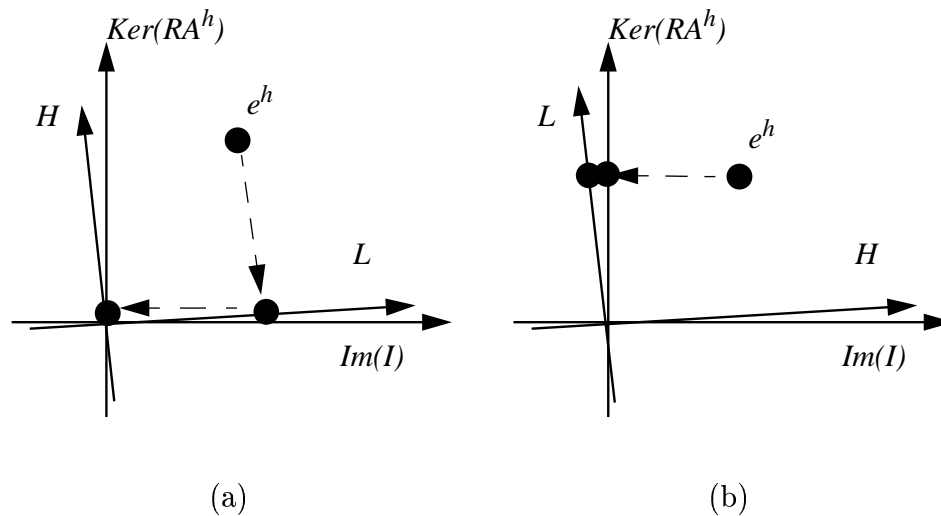 Ker(RA^h)
H
e^h
L
Im(I)
(a)
Ker(RA^h)
L
e^h
H
Im(I)
(b)